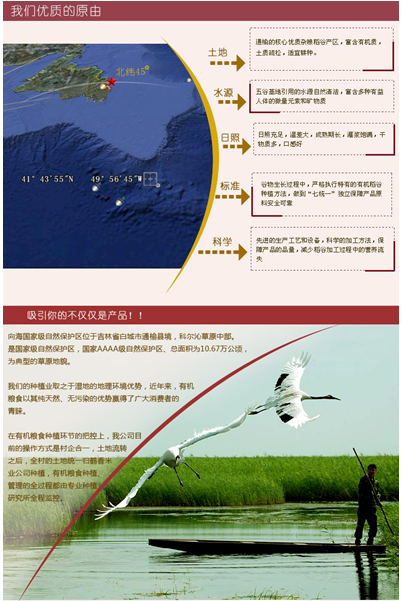 我们优质的原由
北纬45°
41° 43'55"N 49° 56'45"W
土地
通榆的核心优质杂粮稻谷产区，富含有机质，
土质疏松，适宜耕种。
水源
五谷基地引用的水源自然清洁，富含多种有益
人体的微量元素和矿物质
日照
日照充足，温差大，成熟期长，灌浆饱满，干
物质多，口感好
标准
谷物生长过程中，严格执行特有的有机稻谷
种植方法，做到“七统一”独立保障产品原
料安全可靠
科学
先进的生产工艺和设备，科学的加工方法，保
障产品的品量，减少稻谷加工过程中的营养流
失
吸引你的不仅仅是产品！！
向海国家级自然保护区位于吉林省白城市通榆县境，科尔沁草原中部。
是国家级自然保护区，国家AAAA级自然保护区、总面积为10.67万公顷，
为典型的草原地貌。
我们的种植业取之于湿地的地理环境优势，近年来，有机
粮食以其纯天然、无污染的优势赢得了广大消费者的
青睐。
在有机粮食种植环节的把控上，我公司目
前的操作方式是村企合一，土地流转
之后，全村的土地统一归鹤香米
业公司种植，有机粮食种植、
管理的全过程都由专业种植
研究所全程监控。